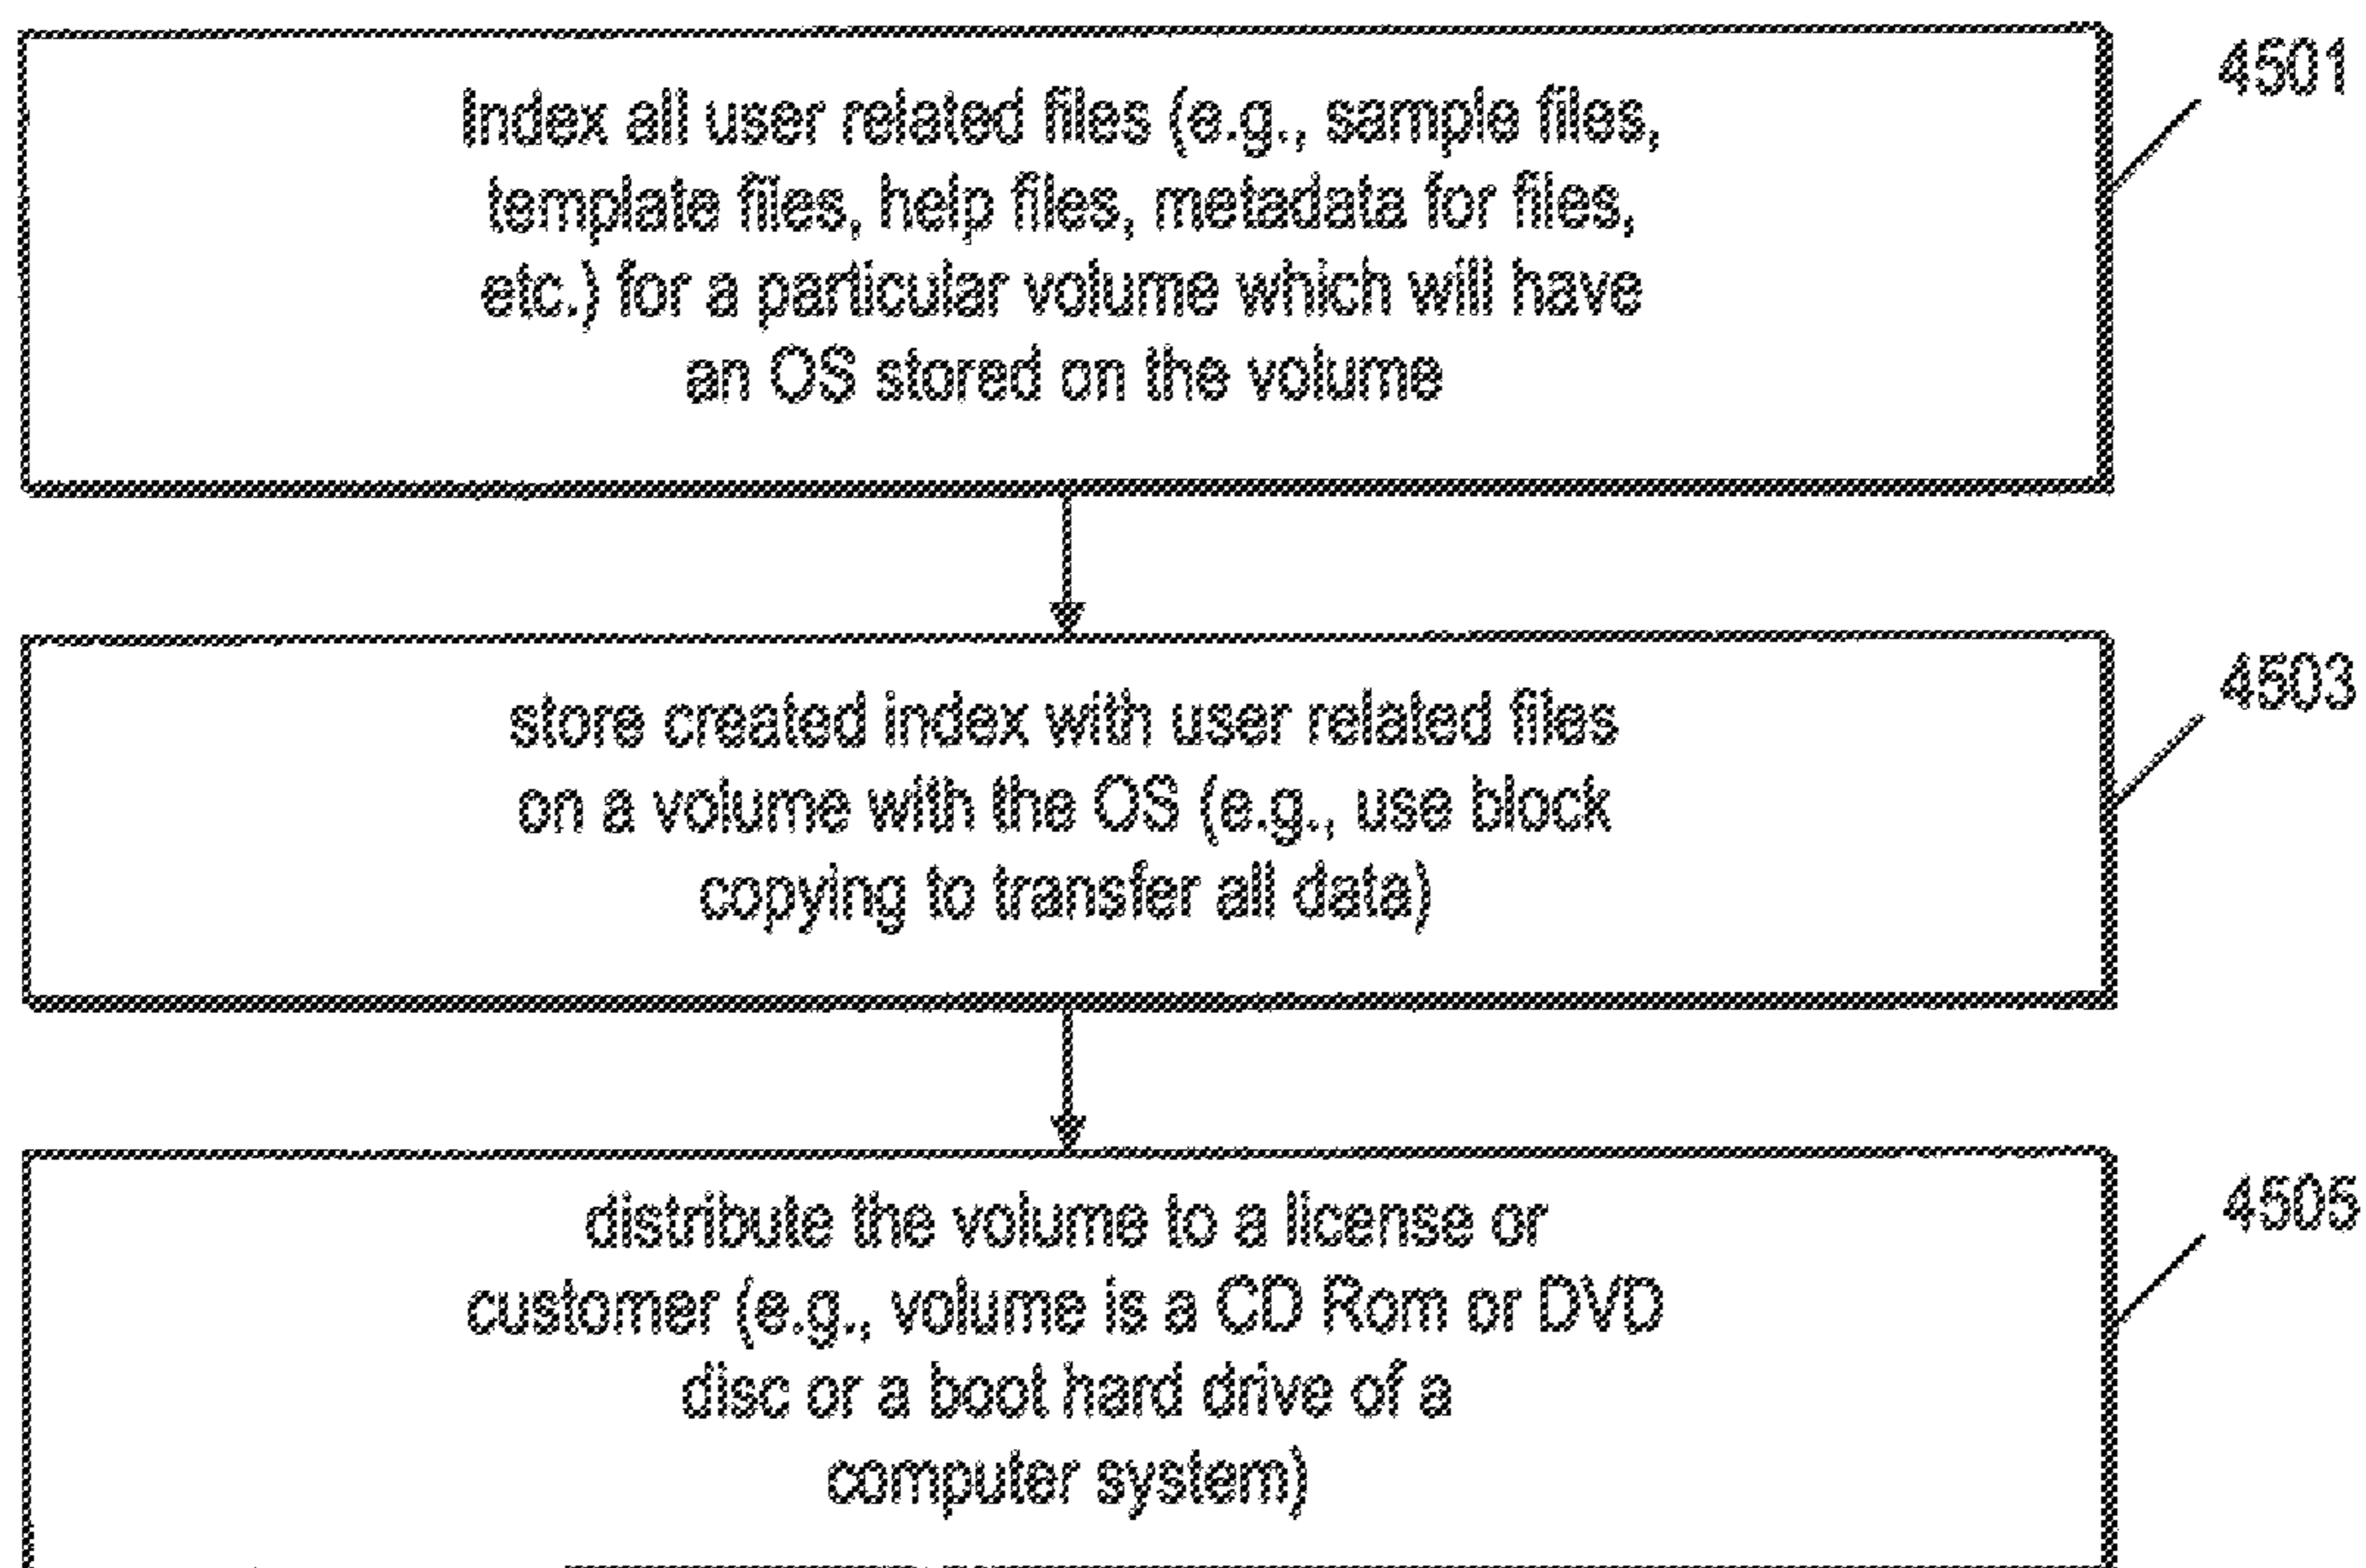 Index all user related files (e.g., sample files,
template files, help files, metadata for files,
etc.) for a particular volume which will have
an OS stored on the volume
4501
store created index with user related files
on a volume with the OS (e.g., use block
copying to transfer all data)
4503
distribute the volume to a license or
customer (e.g., volume is a CD Rom or DVD
disc or a boot hard drive of a
computer system)
4505